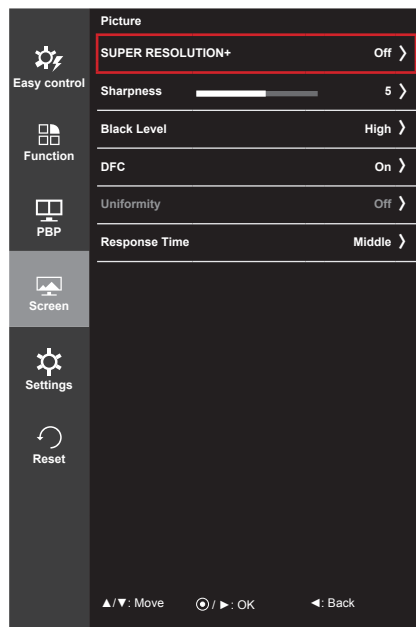 Picture
SUPER RESOLUTION+ Off ❭
Easy control
Sharpness 5 ❭
Black Level High ❭
Function
DFC On ❭
Uniformity Off ❭
PBP
Response Time Middle ❭
Screen
Settings
Reset
▲/▼: Move ⦿ / ►: OK ◄: Back